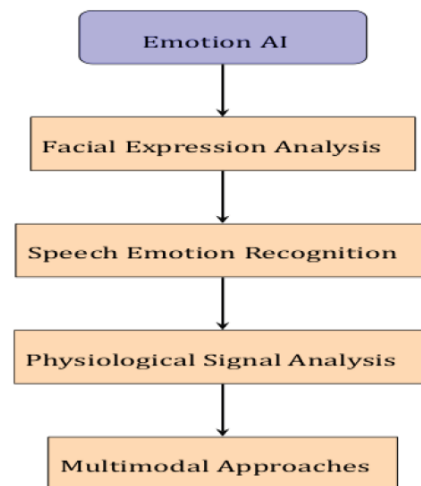 Emotion AI
Facial Expression Analysis
Speech Emotion Recognition
Physiological Signal Analysis
Multimodal Approaches